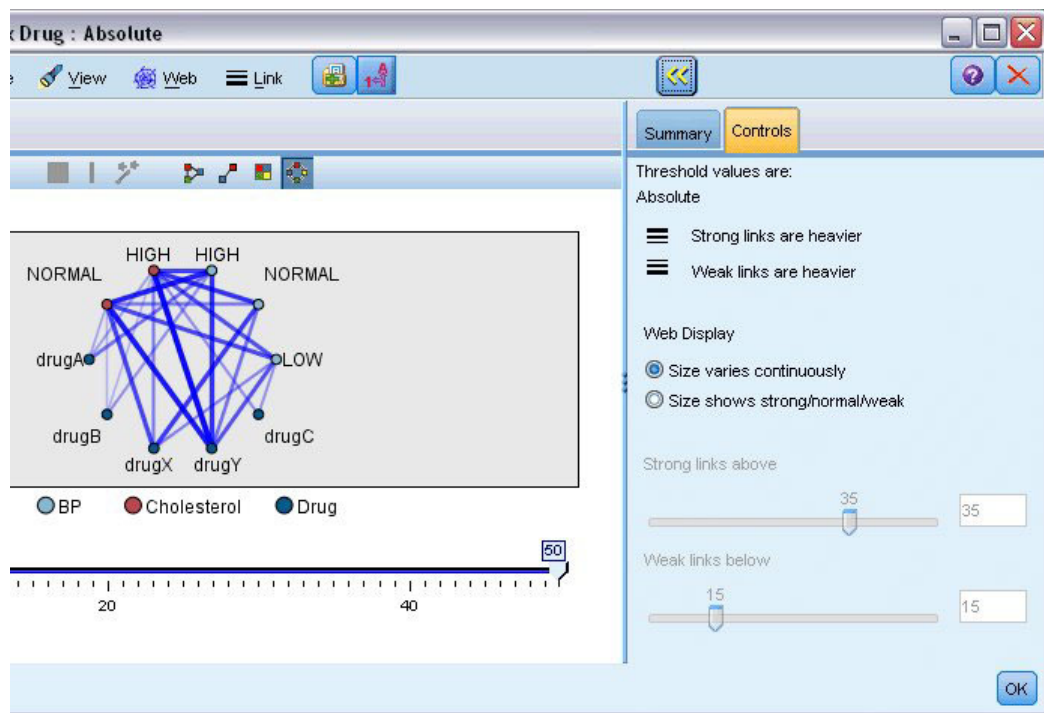 Drug : Absolute
View Web Link
Summary Controls
Threshold values are:
Absolute
Strong links are heavier
Weak links are heavier
Web Display
Size varies continuously
Size shows strong/normal/weak
Strong links above
35
35
Weak links below
15
15
OK
HIGH HIGH
NORMAL NORMAL
drugA LOW
drugB drugC
drugX drugY
BP Cholesterol Drug
50
20 40